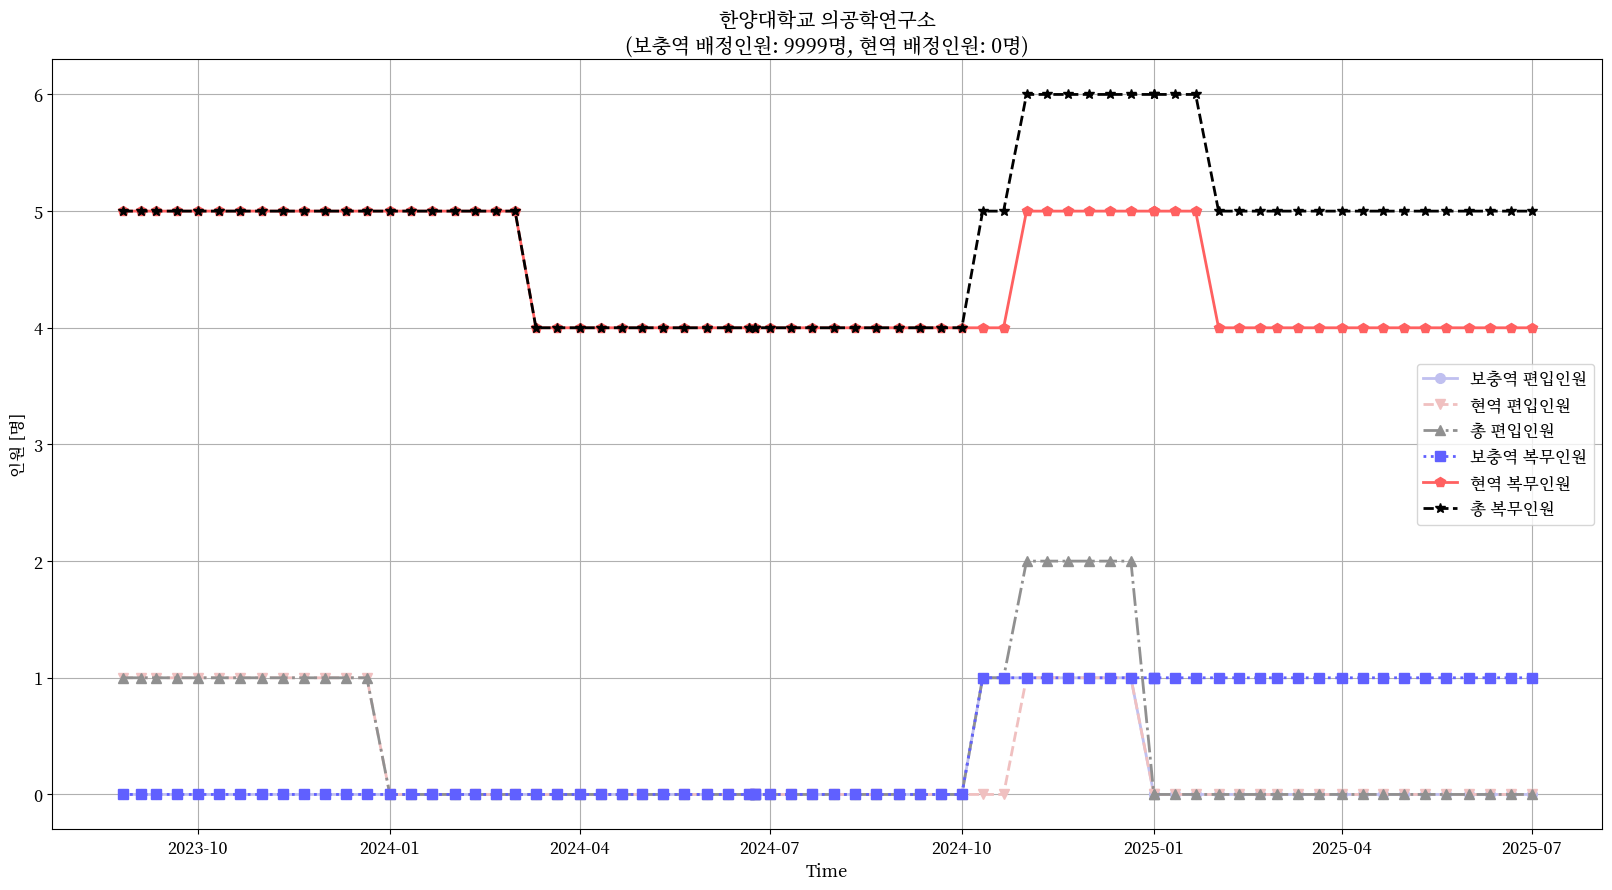 한양대학교 의공학연구소
(보충역 배정인원: 9999명, 현역 배정인원: 0명)
6
5
4
3
2
1
0
인원 [명]
보충역 편입인원
현역 편입인원
총 편입인원
보충역 복무인원
현역 복무인원
총 복무인원
2023-10
2024-01
2024-04
2024-07
2024-10
2025-01
2025-04
2025-07
Time